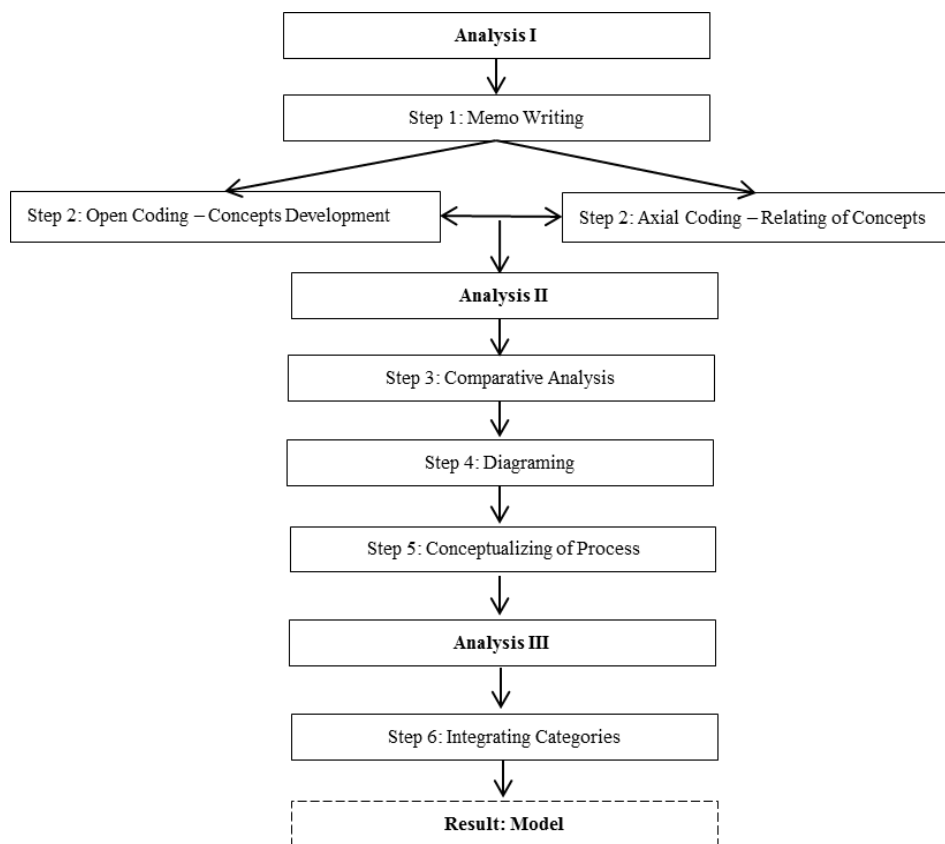 Analysis I
Step 1: Memo Writing
Step 2: Open Coding – Concepts Development
Step 2: Axial Coding – Relating of Concepts
Analysis II
Step 3: Comparative Analysis
Step 4: Diagraming
Step 5: Conceptualizing of Process
Analysis III
Step 6: Integrating Categories
Result: Model